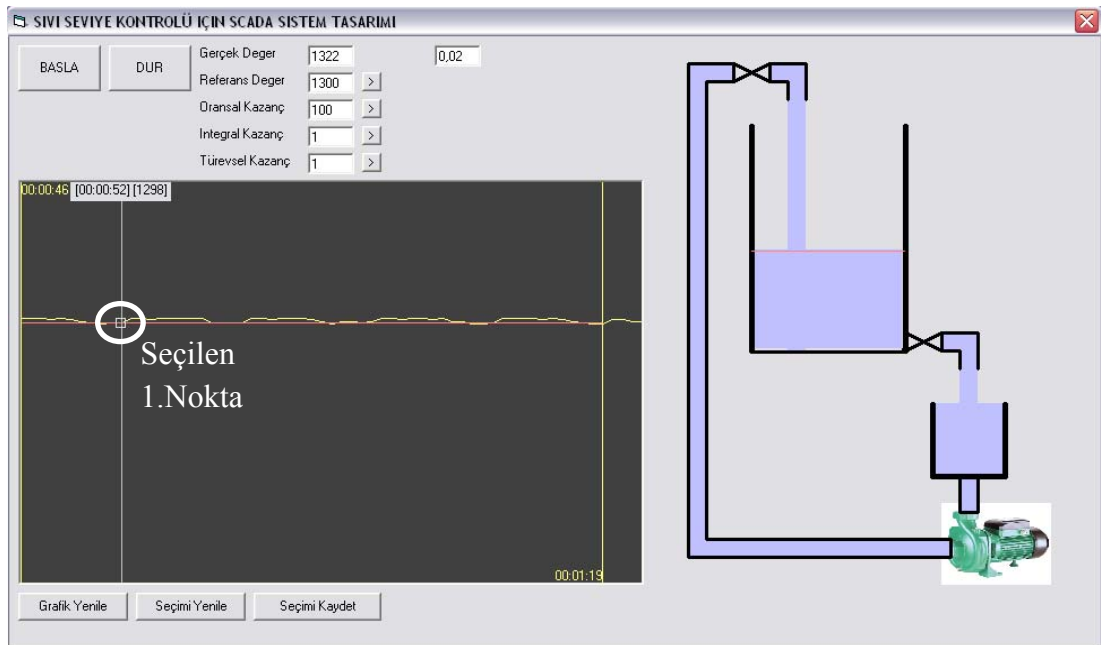 SIVI SEVIYE KONTROLÜ IÇIN SCADA SISTEM TASARIMI
BASLA
DUR
Gerçek Deger 1322 0,02
Referans Deger 1300 >
Oransal Kazanç 100 >
Integral Kazanç 1 >
Türevsel Kazanç 1 >
00:00:46 [00:00:52] [1298]
Seçilen
1.Nokta
00:01:19
Grafik Yenile Seçimi Yenile Seçimi Kaydet